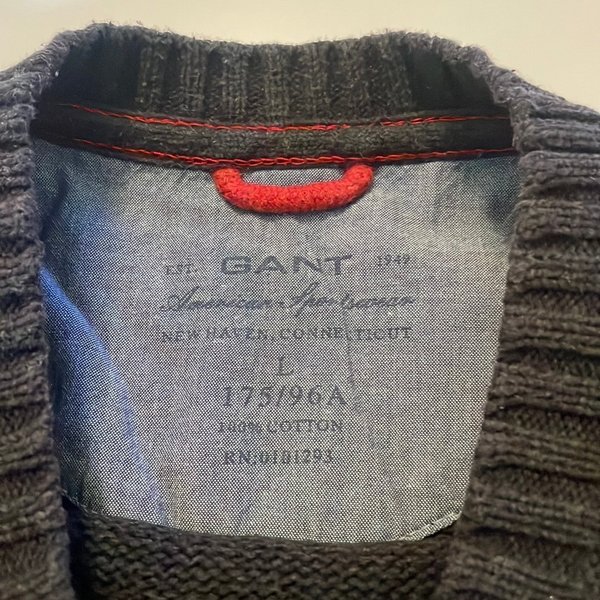 EST. GANT 1949
American Sportswear
NEW HAVEN, CONNECTICUT
L
175/96A
100% COTTON
RN:0101293